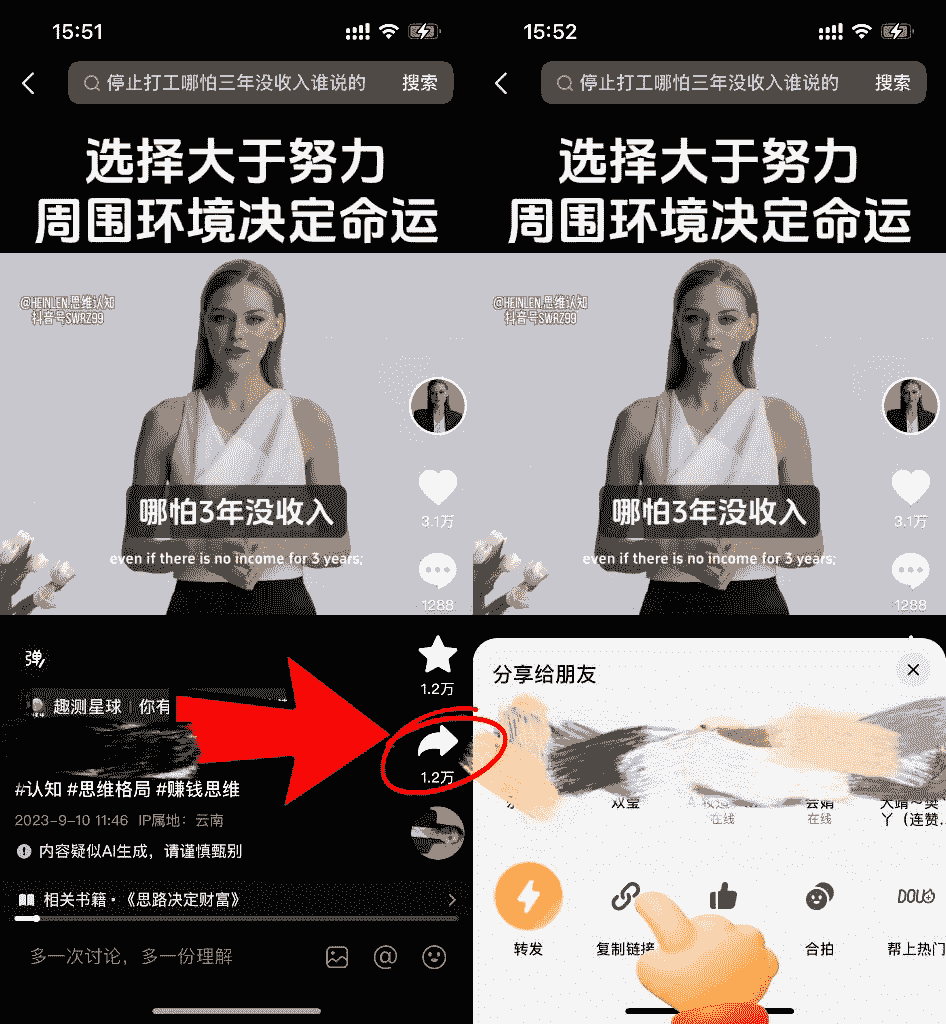 15:51
停止打工哪怕三年没收入谁说的
搜索
选择大于努力
周围环境决定命运
@HEINLEN.思维认知
抖音号SWRZ99
哪怕3年没收入
even if there is no income for 3 years;
3.1万
1288
1.2万
1.2万
弹
趣测星球 | 你有
#认知 #思维格局 #赚钱思维
2023-9-10 11:46 IP属地：云南
内容疑似AI生成，请谨慎甄别
相关书籍·《思路决定财富》
多一次讨论，多一份理解
15:52
停止打工哪怕三年没收入谁说的
搜索
选择大于努力
周围环境决定命运
@HEINLEN.思维认知
抖音号SWRZ99
哪怕3年没收入
even if there is no income for 3 years;
3.1万
1288
分享给朋友
双莹
在线
在线
丫（连赞...
转发
复制链接
合拍
帮上热门
DOU